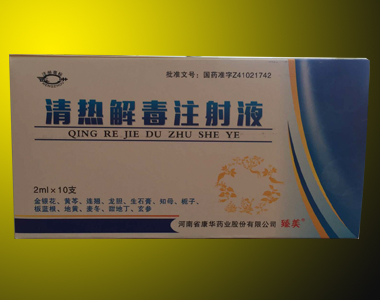 批准文号：国药准字Z41021742
清热解毒注射液
QING RE JIE DU ZHU SHE YE
2ml×10支
金银花、黄芩、连翘、龙胆、生石膏、知母、栀子、
板蓝根、地黄、麦冬、甜地丁、玄参
河南省康华药业股份有限公司